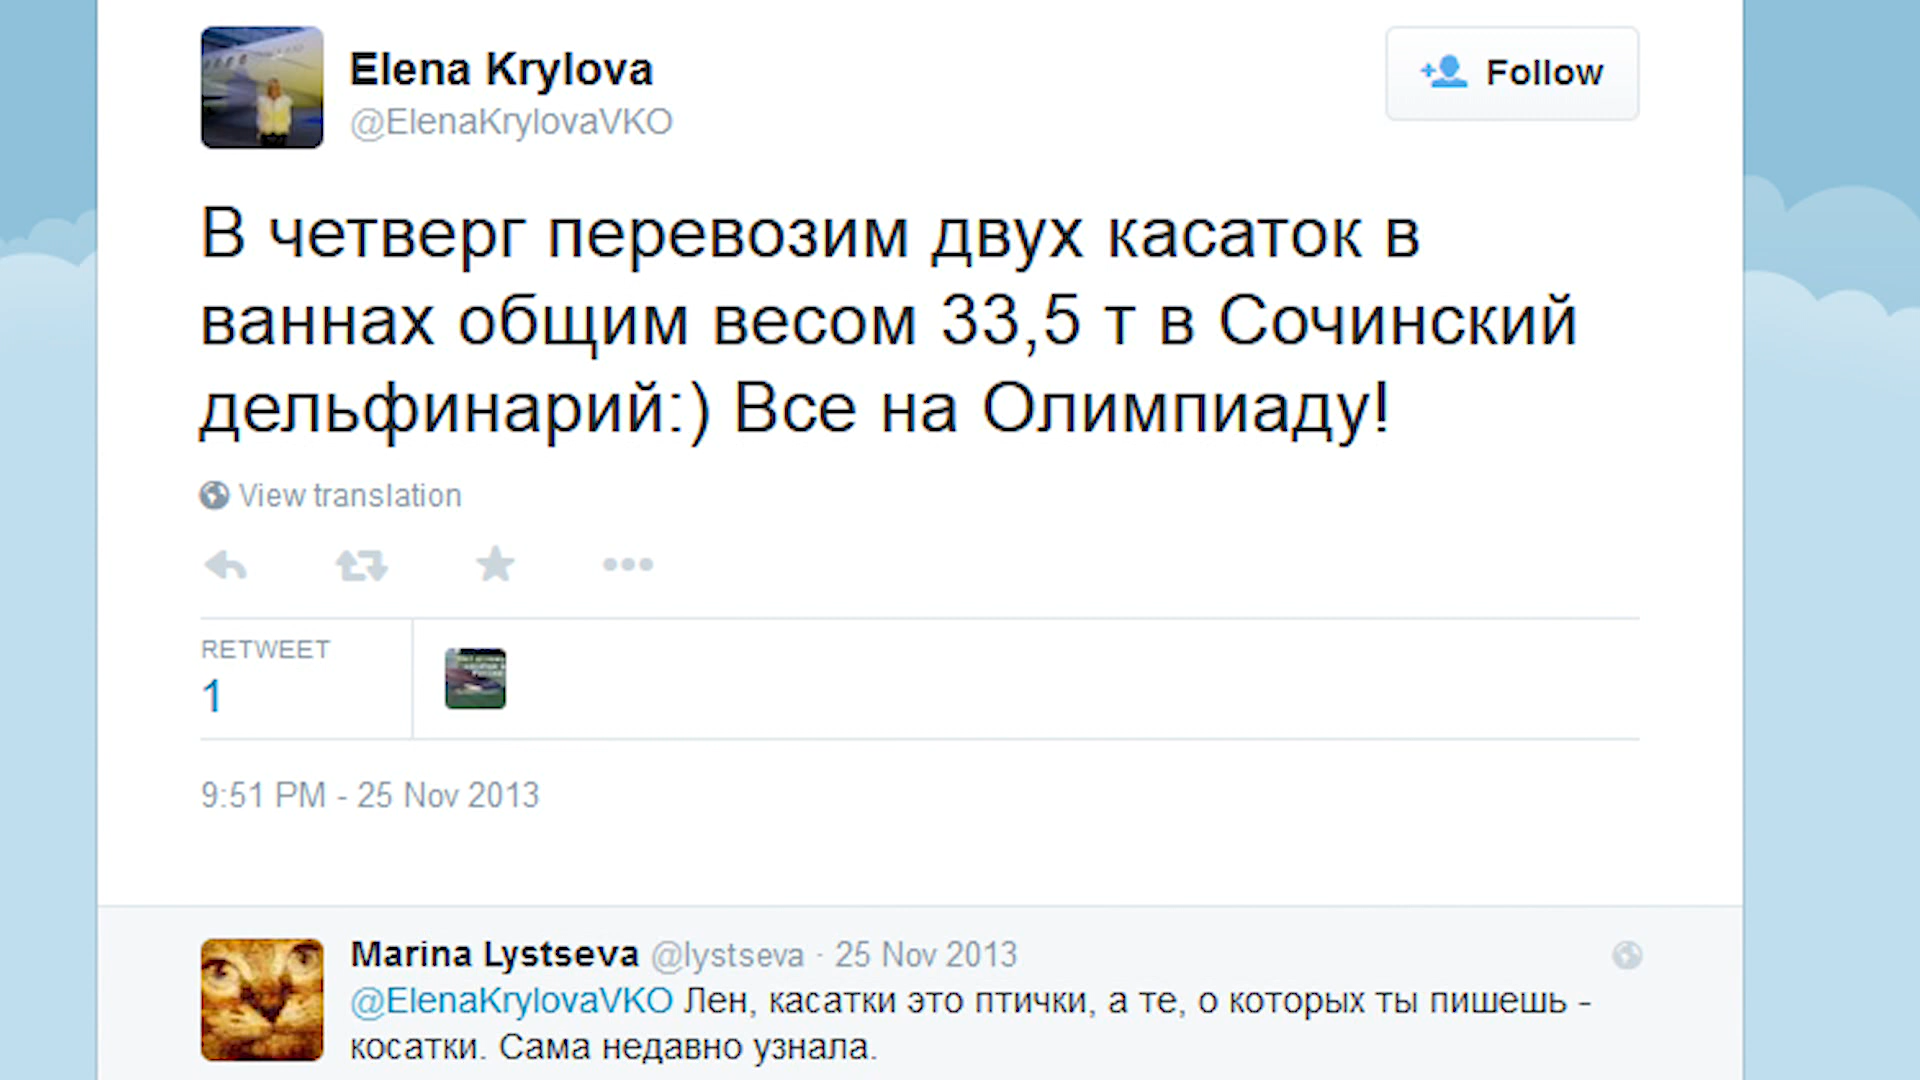 Elena Krylova
@ElenaKrylovaVKO
Follow
В четверг перевозим двух касаток в
ваннах общим весом 33,5 т в Сочинский
дельфинарий:) Все на Олимпиаду!
View translation
RETWEET
1
9:51 PM - 25 Nov 2013
Marina Lystseva @lystseva · 25 Nov 2013
@ElenaKrylovaVKO Лен, касатки это птички, а те, о которых ты пишешь -
косатки. Сама недавно узнала.